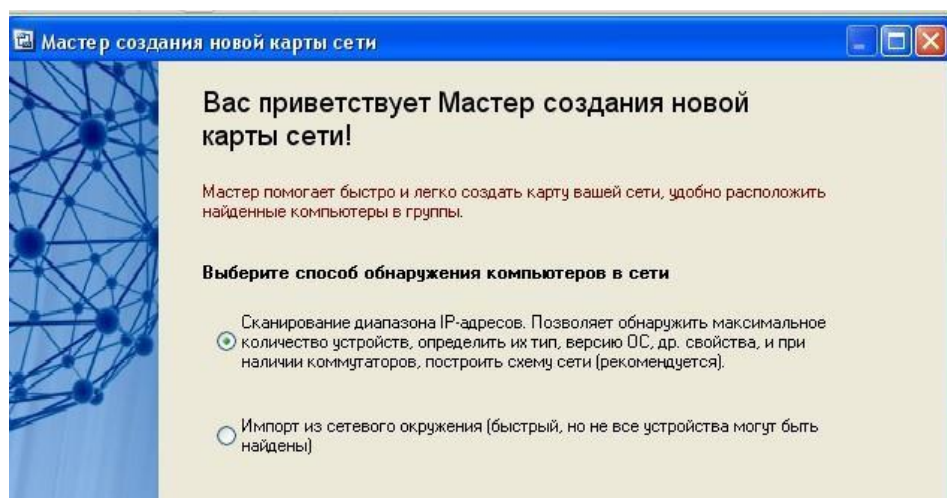 Мастер создания новой карты сети
Вас приветствует Мастер создания новой
карты сети!
Мастер помогает быстро и легко создать карту вашей сети, удобно расположить
найденные компьютеры в группы.
Выберите способ обнаружения компьютеров в сети
Сканирование диапазона IP-адресов. Позволяет обнаружить максимальное
количество устройств, определить их тип, версию ОС, др. свойства, и при
наличии коммутаторов, построить схему сети (рекомендуется).
Импорт из сетевого окружения (быстрый, но не все устройства могут быть
найдены)